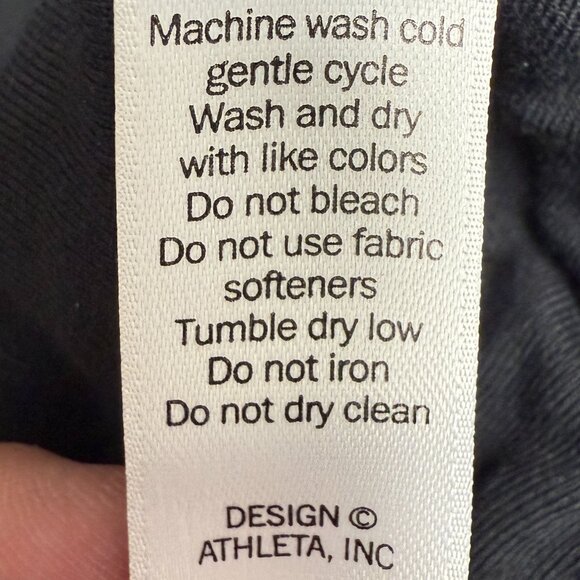 Machine wash cold
gentle cycle
Wash and dry
with like colors
Do not bleach
Do not use fabric
softeners
Tumble dry low
Do not iron
Do not dry clean
DESIGN ©
ATHLETA, INC